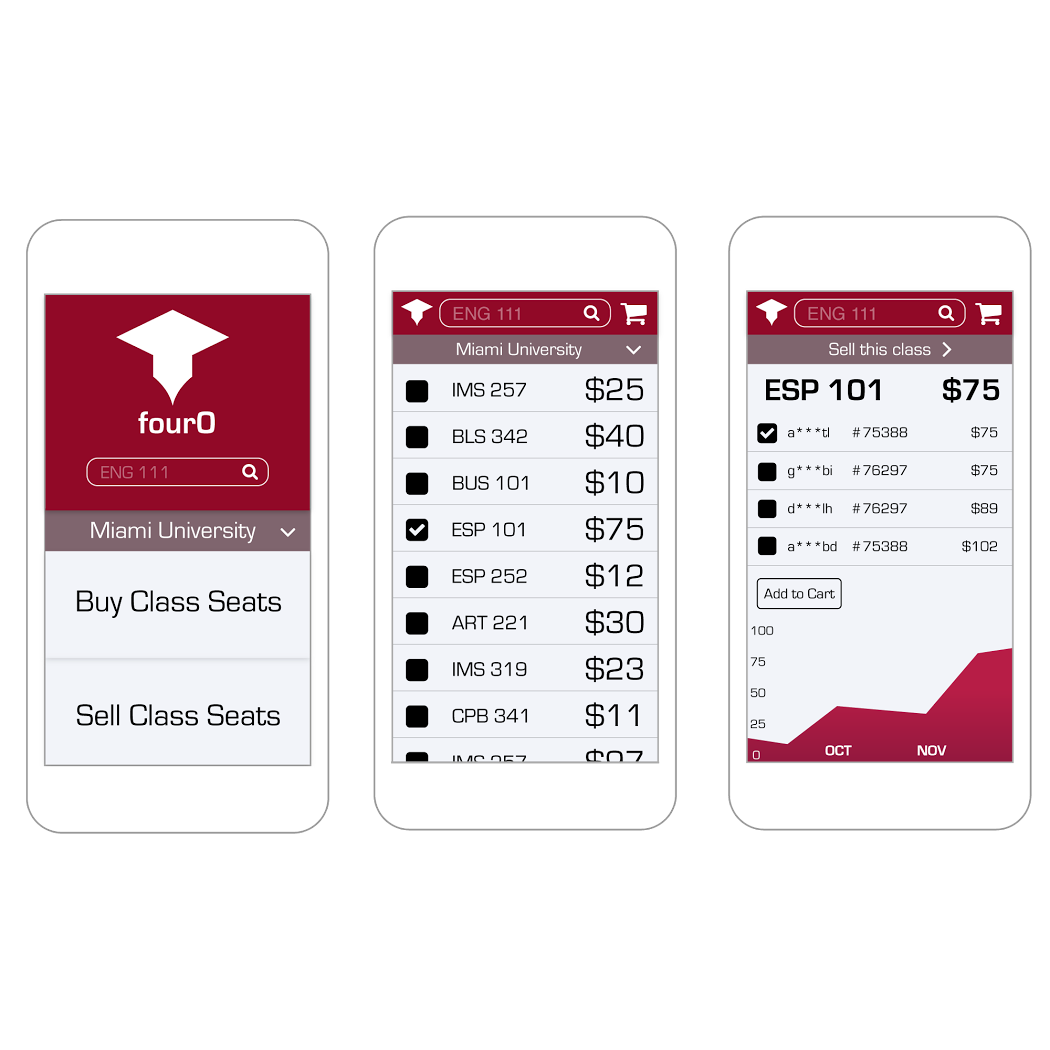 fourO
ENG 111
Miami University
Buy Class Seats
Sell Class Seats
ENG 111
Miami University
IMS 257 $25
BLS 342 $40
BUS 101 $10
ESP 101 $75
ESP 252 $12
ART 221 $30
IMS 319 $23
CPB 341 $11
ENG 111
Sell this class
ESP 101 $75
a***tl #75388 $75
g***bi #76297 $75
d***lh #76297 $89
a***bd #75388 $102
Add to Cart
100
75
50
25
0 OCT NOV